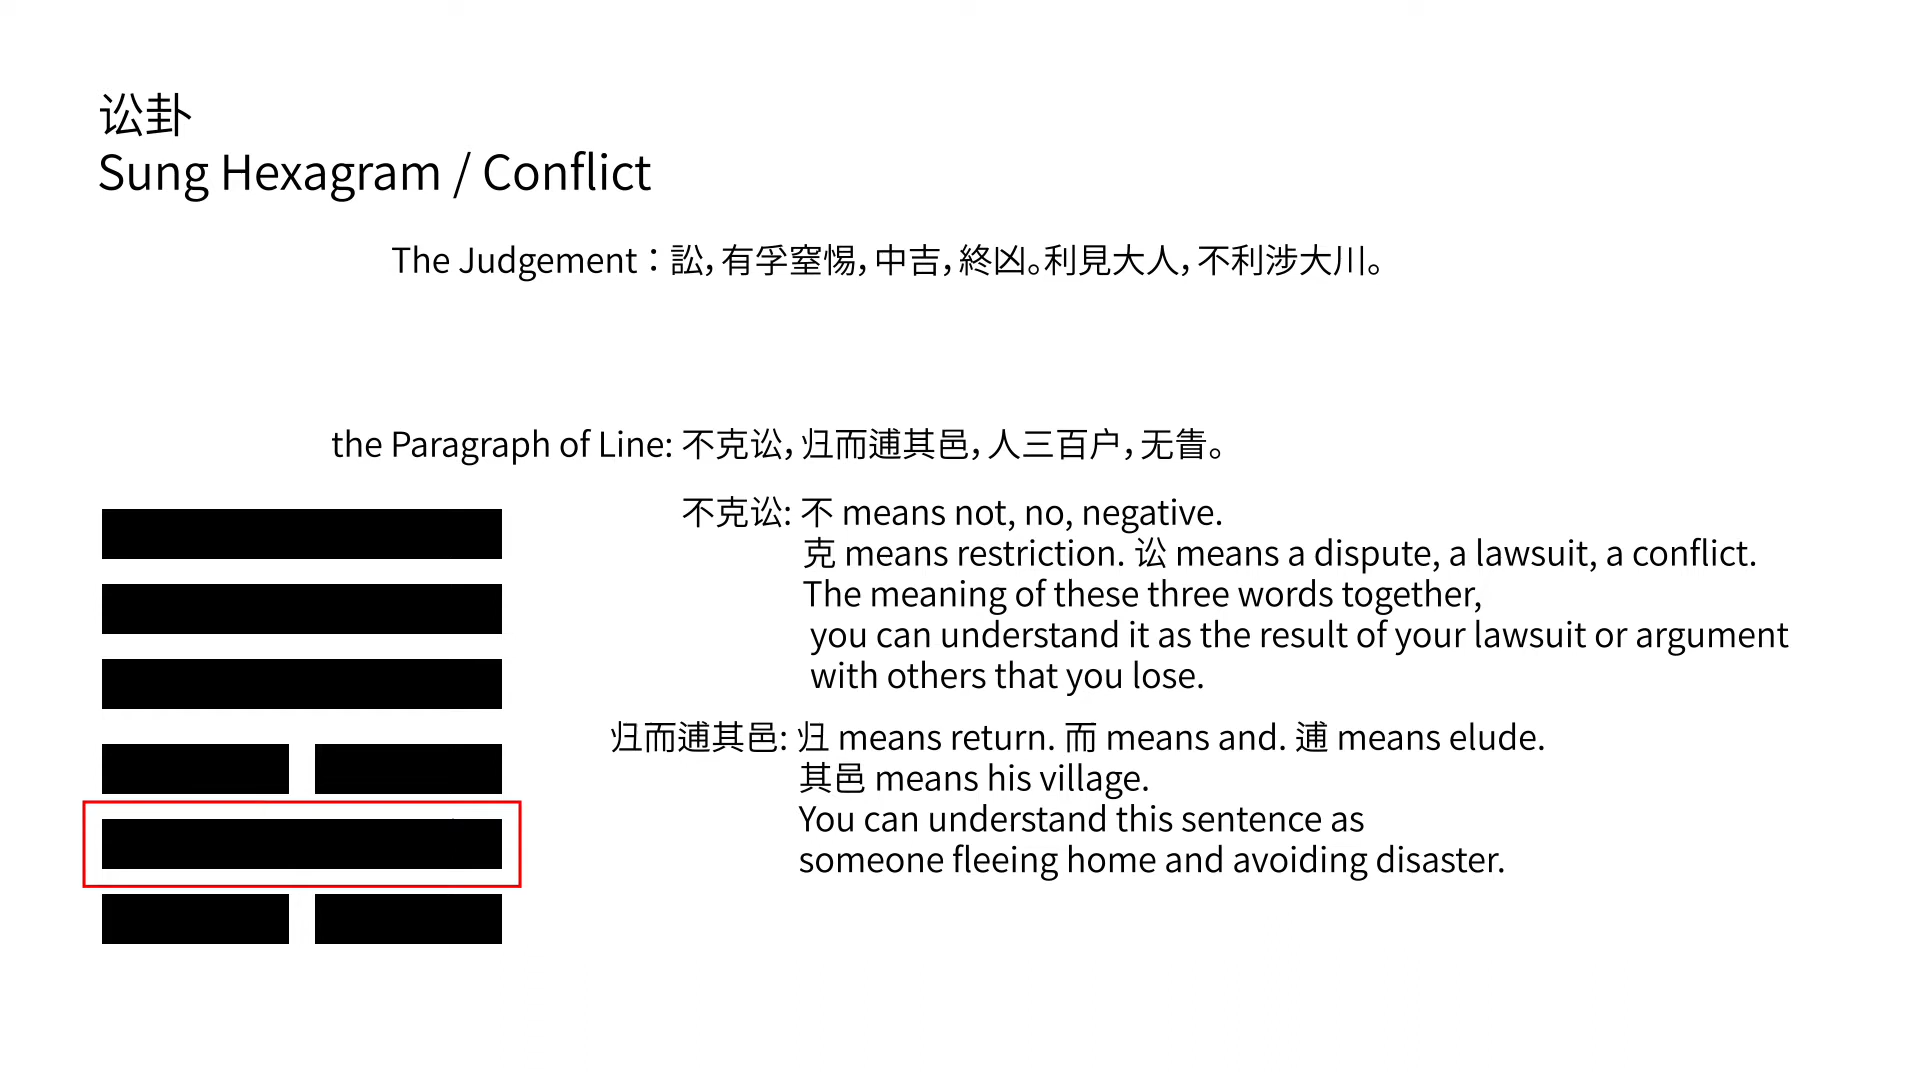 讼卦
Sung Hexagram / Conflict
The Judgement：訟，有孚窒惕，中吉，終凶。利見大人，不利涉大川。
the Paragraph of Line: 不克讼，归而逋其邑，人三百户，无眚。
不克讼: 不 means not, no, negative.
克 means restriction. 讼 means a dispute, a lawsuit, a conflict.
The meaning of these three words together,
you can understand it as the result of your lawsuit or argument
with others that you lose.
归而逋其邑: 归 means return. 而 means and. 逋 means elude.
其邑 means his village.
You can understand this sentence as
someone fleeing home and avoiding disaster.